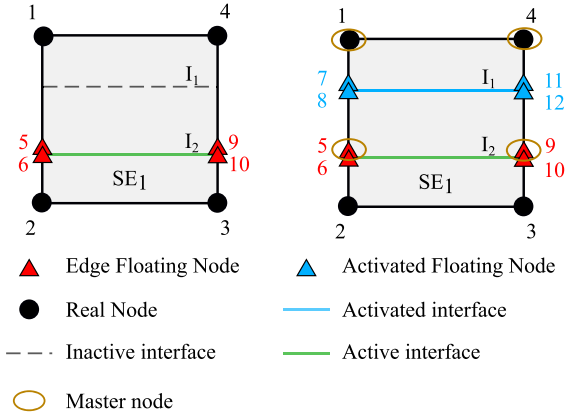 1 4 1 4
I1 7 I1 11
8 12
5 I2 9 5 I2 9
6 10 6 10
SE1 SE1
2 3 2 3
Edge Floating Node Activated Floating Node
Real Node Activated interface
Inactive interface Active interface
Master node